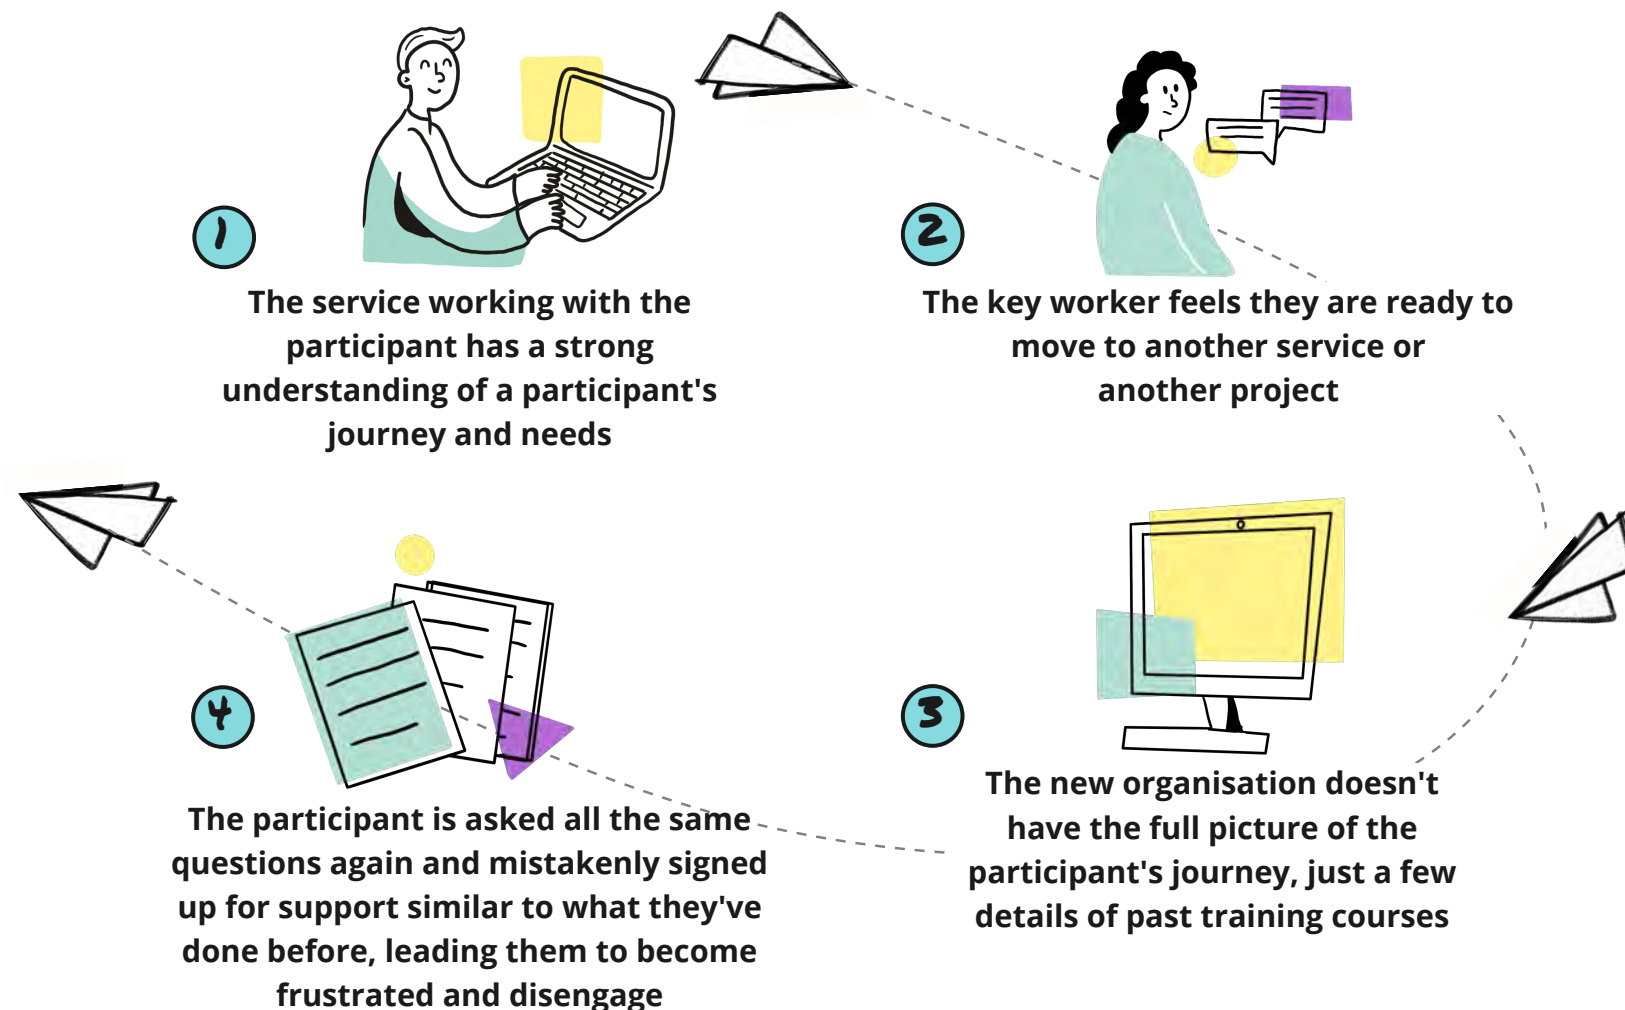 1
The service working with the
participant has a strong
understanding of a participant's
journey and needs
2
The key worker feels they are ready to
move to another service or
another project
3
The new organisation doesn't
have the full picture of the
participant's journey, just a few
details of past training courses
4
The participant is asked all the same
questions again and mistakenly signed
up for support similar to what they've
done before, leading them to become
frustrated and disengage